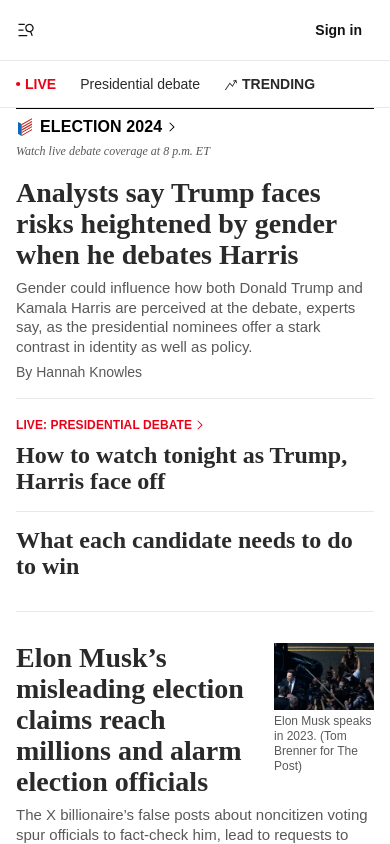 Sign in
LIVE
Presidential debate
TRENDING
ELECTION 2024
Watch live debate coverage at 8 p.m. ET
Analysts say Trump faces
risks heightened by gender
when he debates Harris
Gender could influence how both Donald Trump and
Kamala Harris are perceived at the debate, experts
say, as the presidential nominees offer a stark
contrast in identity as well as policy.
By Hannah Knowles
LIVE: PRESIDENTIAL DEBATE
How to watch tonight as Trump,
Harris face off
What each candidate needs to do
to win
Elon Musk’s
misleading election
claims reach
millions and alarm
election officials
Elon Musk speaks
in 2023. (Tom
Brenner for The
Post)
The X billionaire’s false posts about noncitizen voting
spur officials to fact-check him, lead to requests to